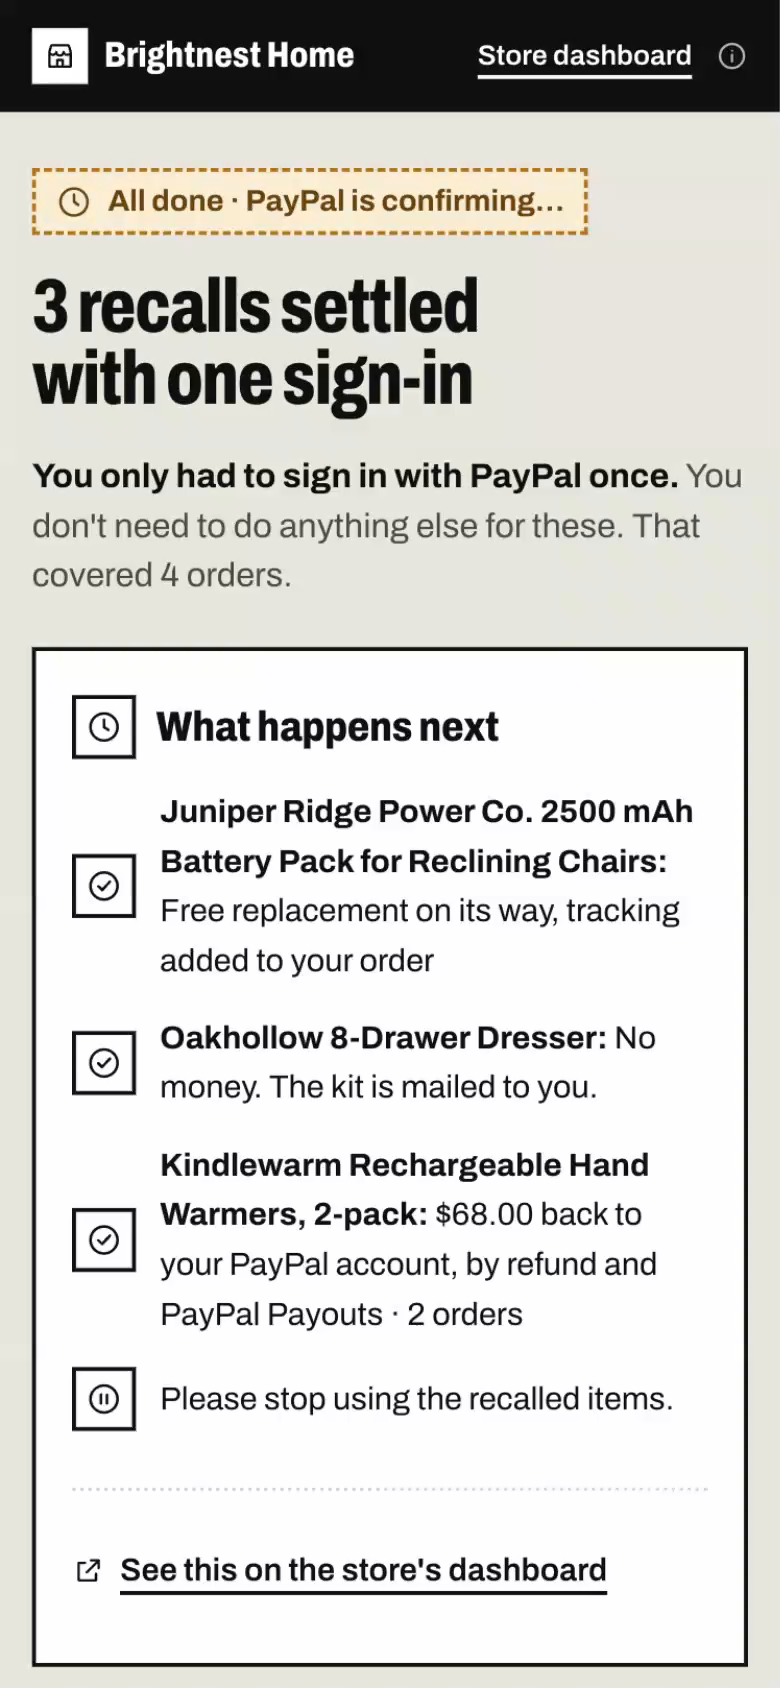 Brightnest Home
Store dashboard
All done · PayPal is confirming...
3 recalls settled
with one sign-in
You only had to sign in with PayPal once. You
don't need to do anything else for these. That
covered 4 orders.
What happens next
Juniper Ridge Power Co. 2500 mAh
Battery Pack for Reclining Chairs:
Free replacement on its way, tracking
added to your order
Oakhollow 8-Drawer Dresser: No
money. The kit is mailed to you.
Kindlewarm Rechargeable Hand
Warmers, 2-pack: $68.00 back to
your PayPal account, by refund and
PayPal Payouts · 2 orders
Please stop using the recalled items.
See this on the store's dashboard